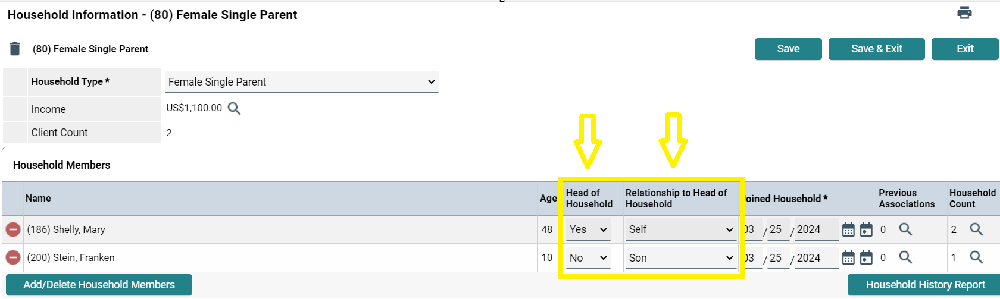 Household Information - (80) Female Single Parent
(80) Female Single Parent
Save
Save & Exit
Exit
Household Type *
Female Single Parent
Income
US$1,100.00
Client Count
2
Household Members
Name
Age
Head of Household
Relationship to Head of Household
Joined Household *
Previous Associations
Household Count
(186) Shelly, Mary
48
Yes
Self
03 / 25 / 2024
0
2
(200) Stein, Franken
10
No
Son
03 / 25 / 2024
0
1
Add/Delete Household Members
Household History Report